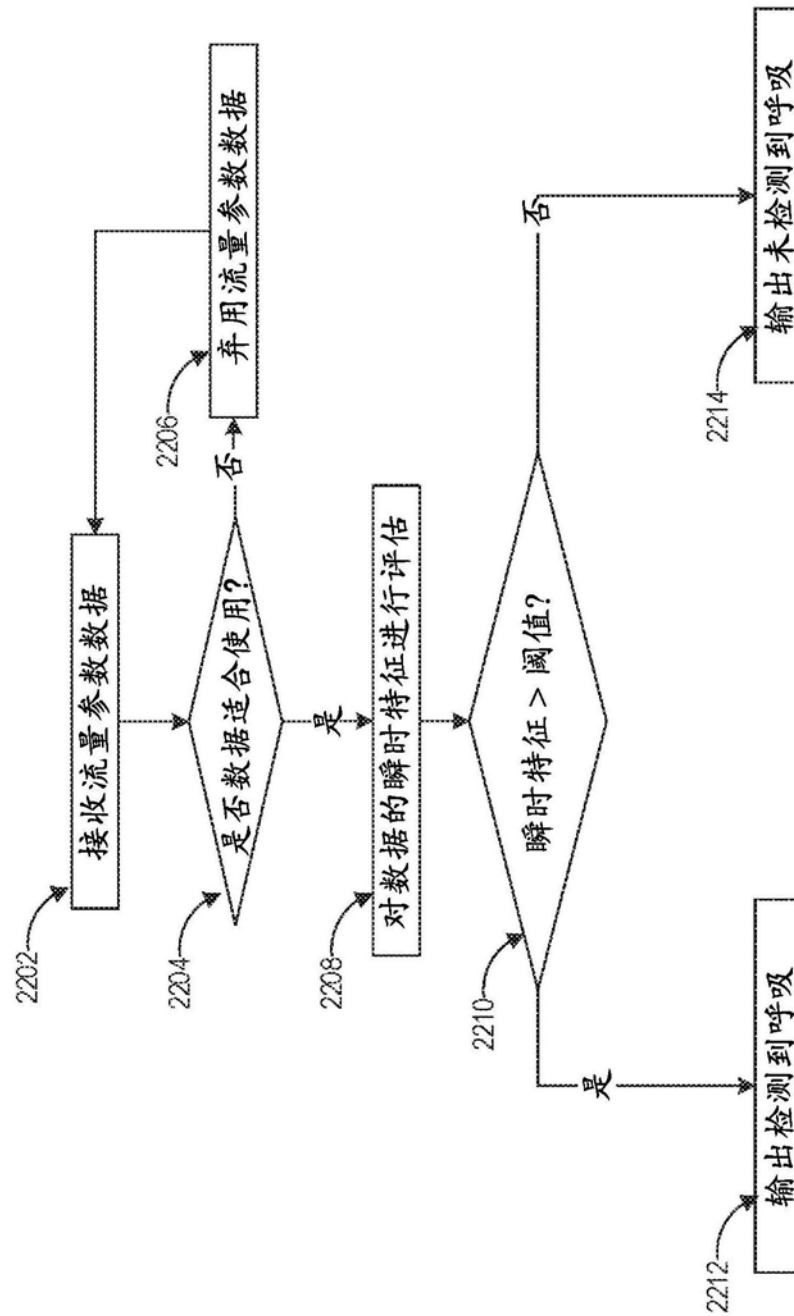 2202
接收流量参数数据
2204
是否数据适合使用?
否
2206
弃用流量参数数据
是
2208
对数据的瞬时特征进行评估
2210
瞬时特征 > 阈值?
是
否
2212
输出检测到呼吸
2214
输出未检测到呼吸